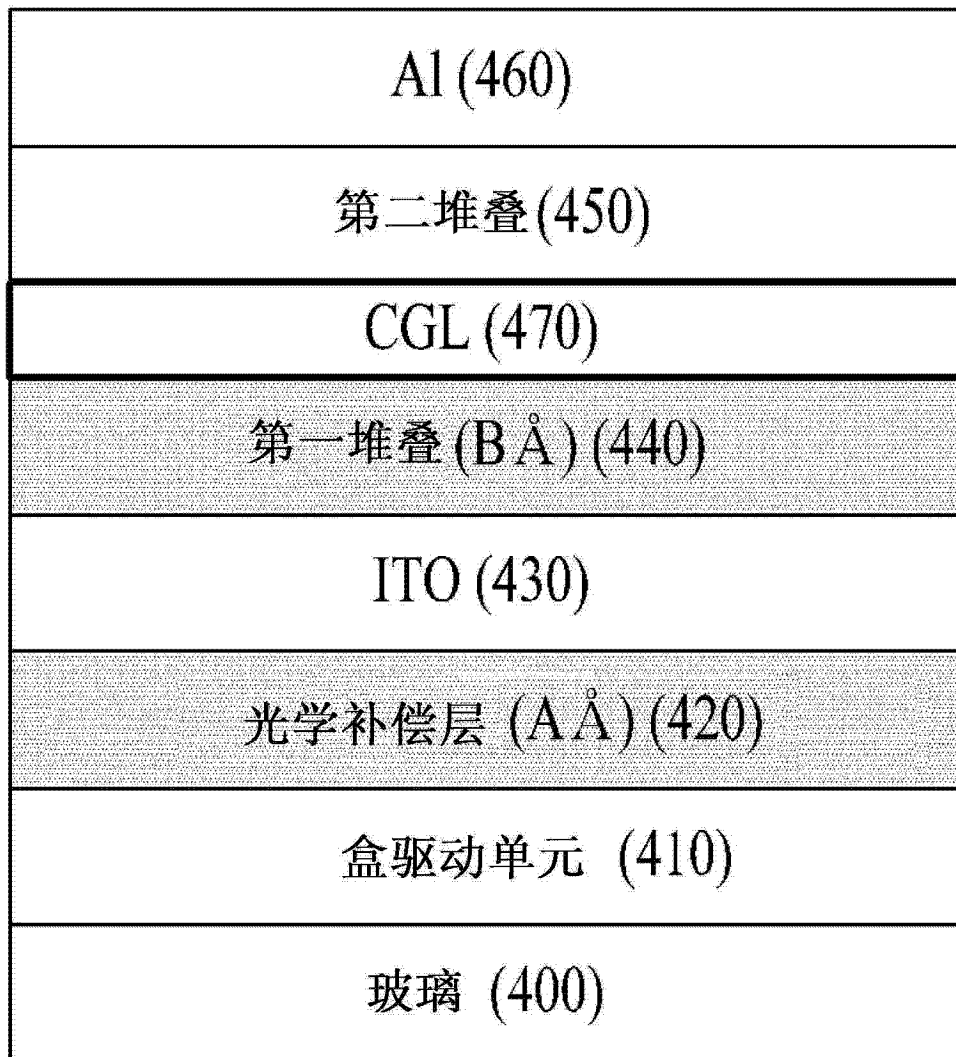 Al (460)
第二堆叠 (450)
CGL (470)
第一堆叠 (BÅ) (440)
ITO (430)
光学补偿层 (AÅ) (420)
盒驱动单元 (410)
玻璃 (400)